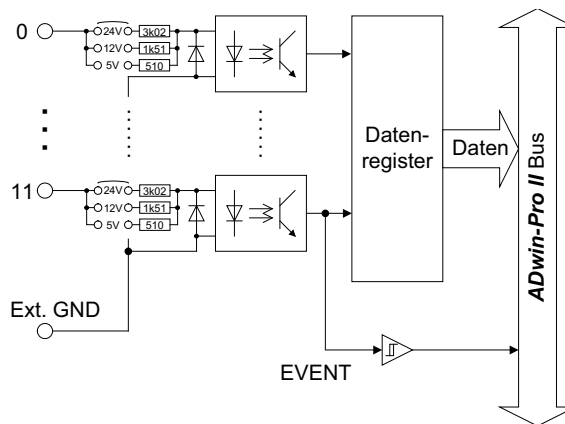 0
24V 3k02
12V 1k51
5V 510
Daten-
register
Daten
ADwin-Pro II Bus
11
24V 3k02
12V 1k51
5V 510
Ext. GND
EVENT